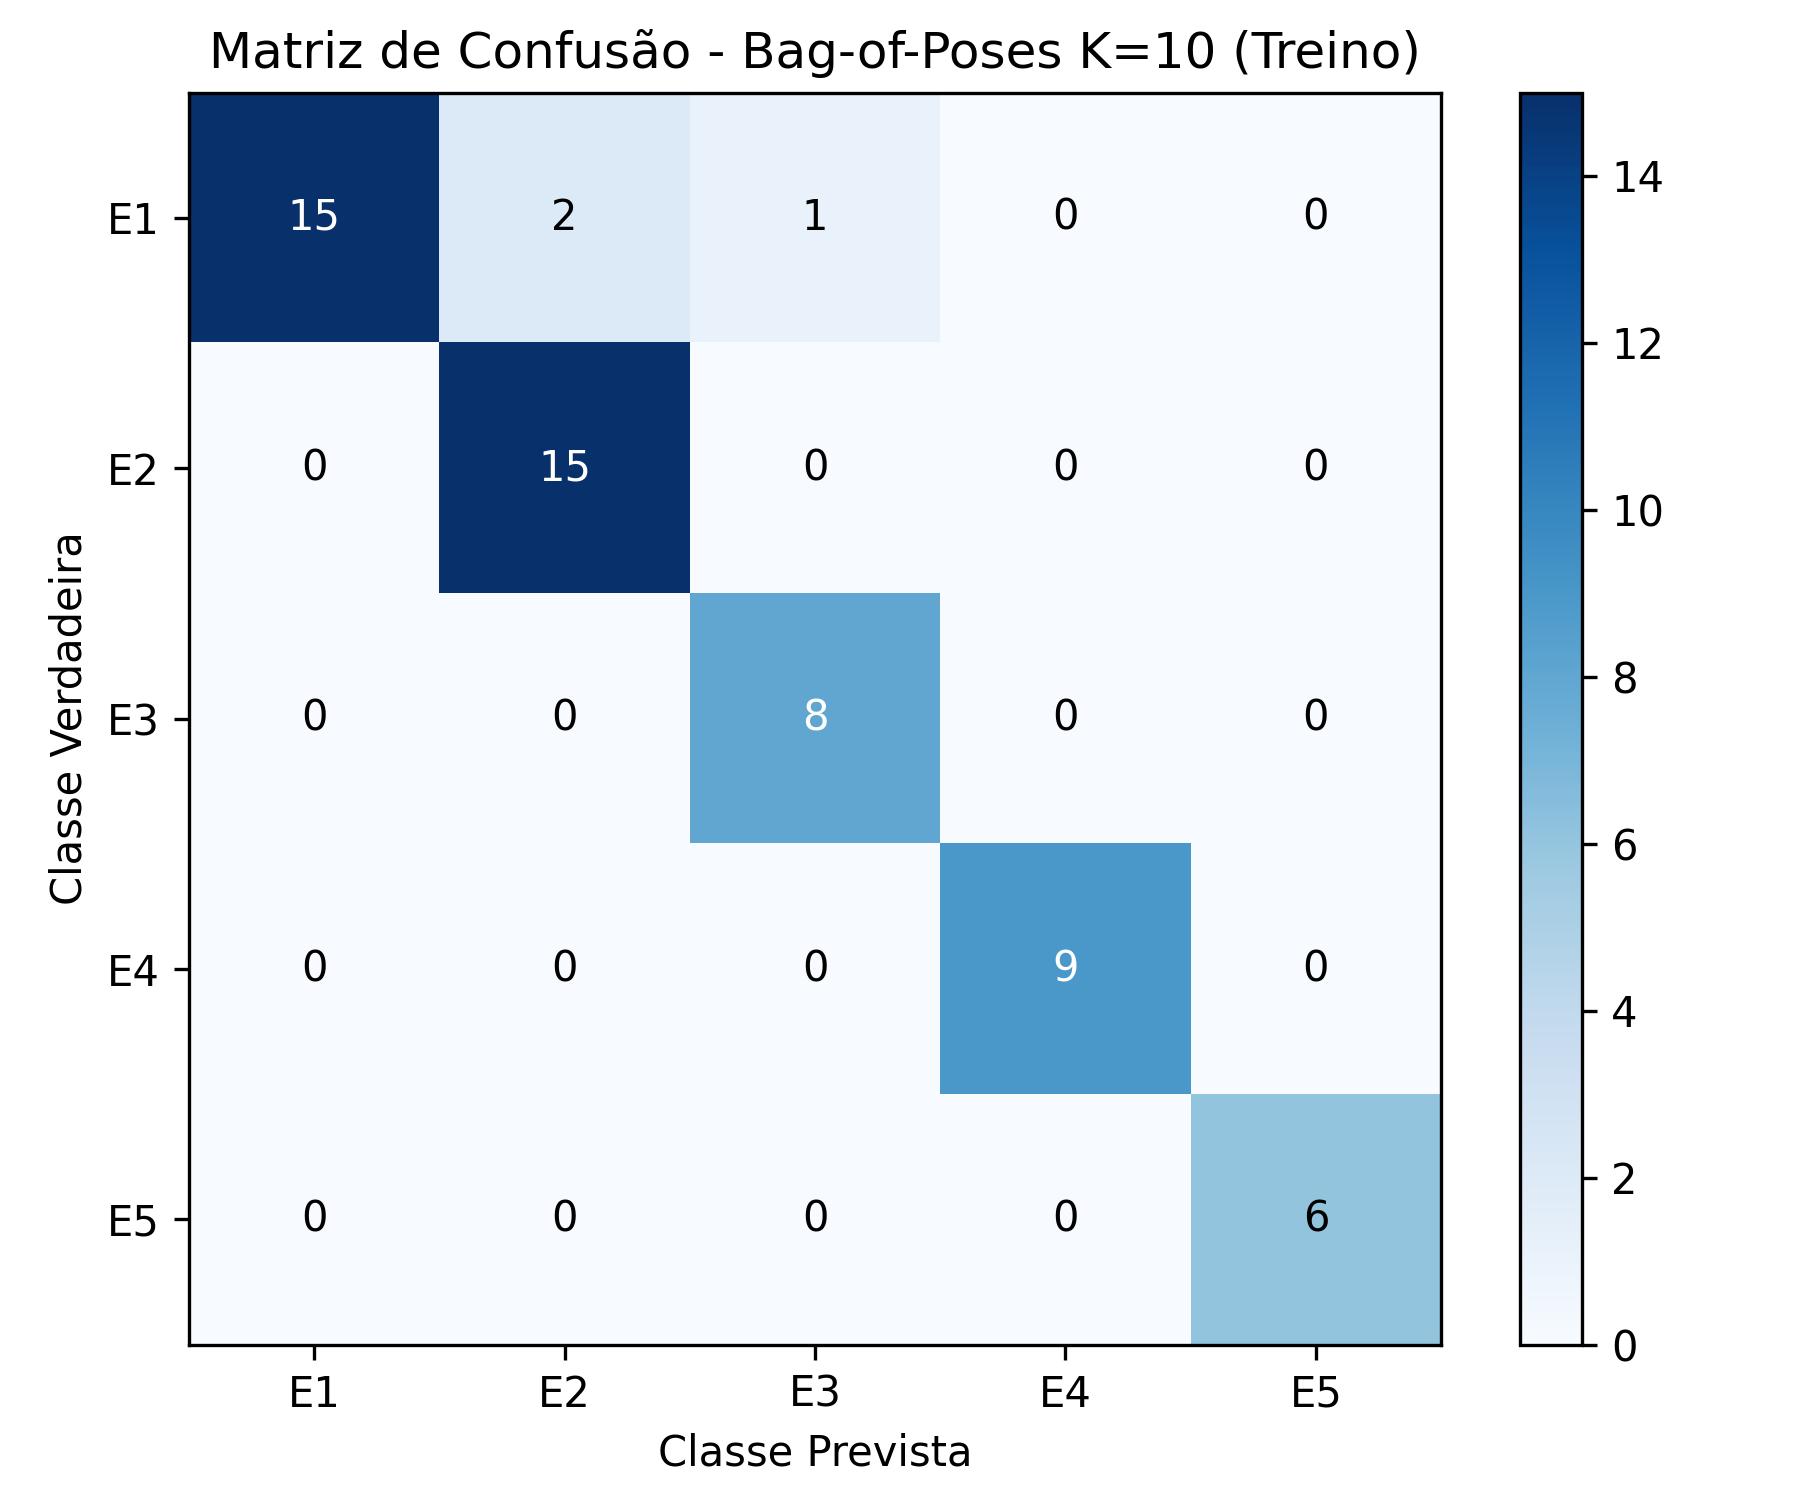 Matriz de Confusão - Bag-of-Poses K=10 (Treino)
Classe Verdadeira
E1 15 2 1 0 0
E2 0 15 0 0 0
E3 0 0 8 0 0
E4 0 0 0 9 0
E5 0 0 0 0 6
E1 E2 E3 E4 E5
Classe Prevista
14
12
10
8
6
4
2
0